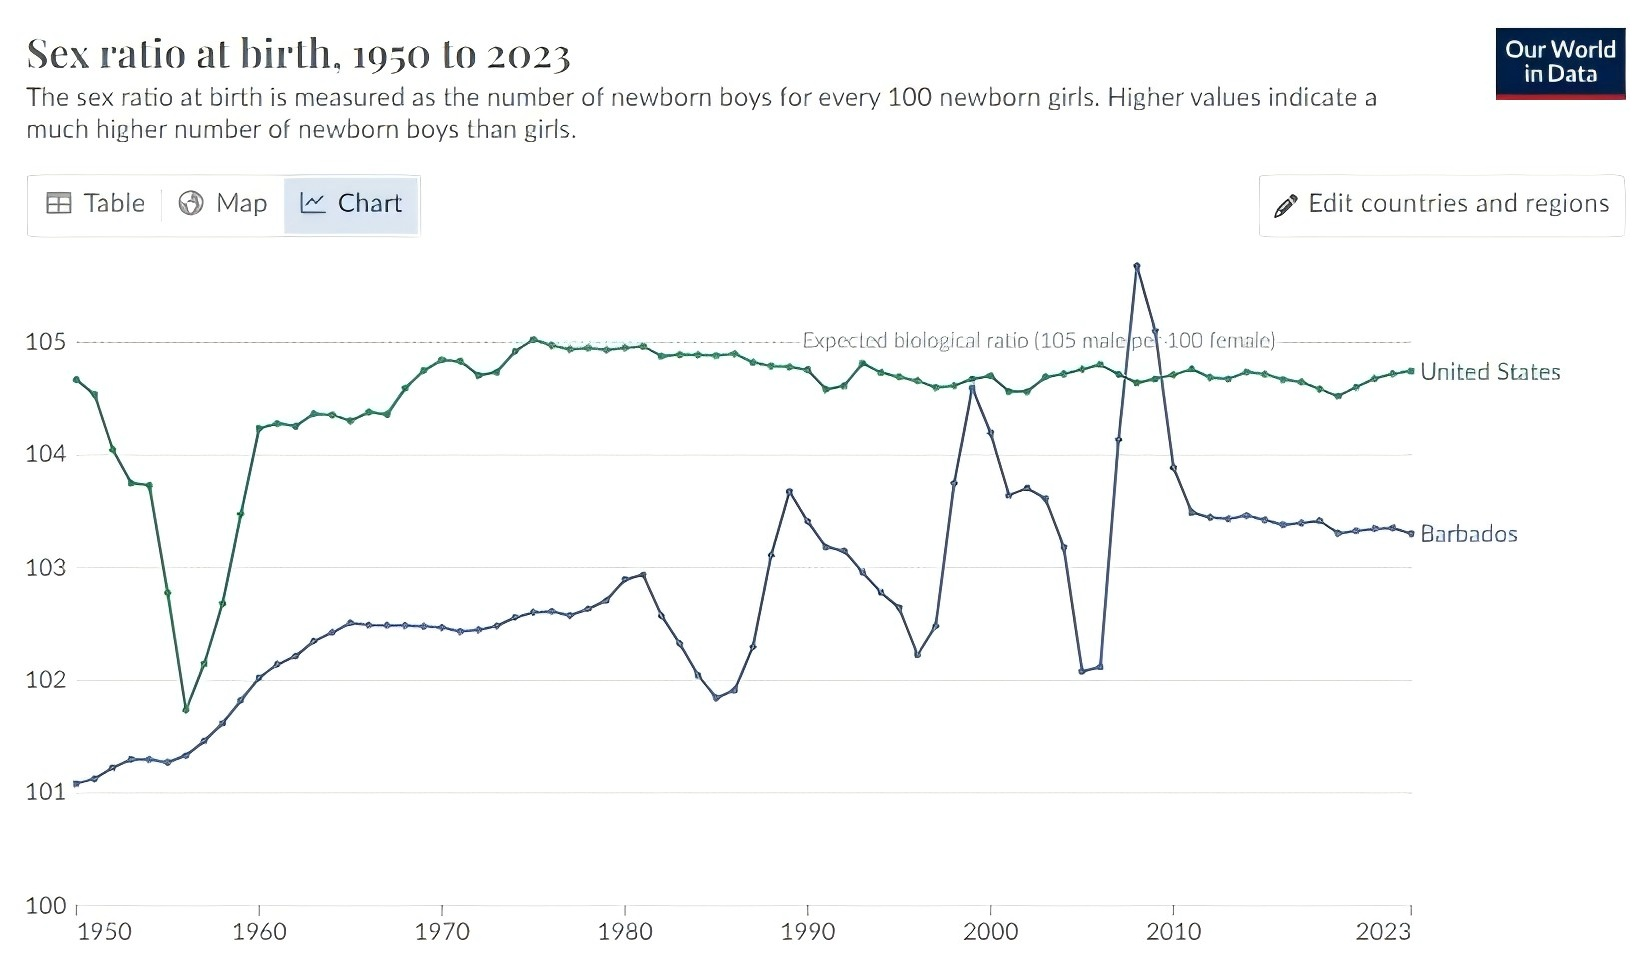 Sex ratio at birth, 1950 to 2023
Our World
in Data
The sex ratio at birth is measured as the number of newborn boys for every 100 newborn girls. Higher values indicate a
much higher number of newborn boys than girls.
Table
Map
Chart
Edit countries and regions
105
Expected biological ratio (105 male per 100 female)
United States
104
Barbados
103
102
101
100
1950
1960
1970
1980
1990
2000
2010
2023